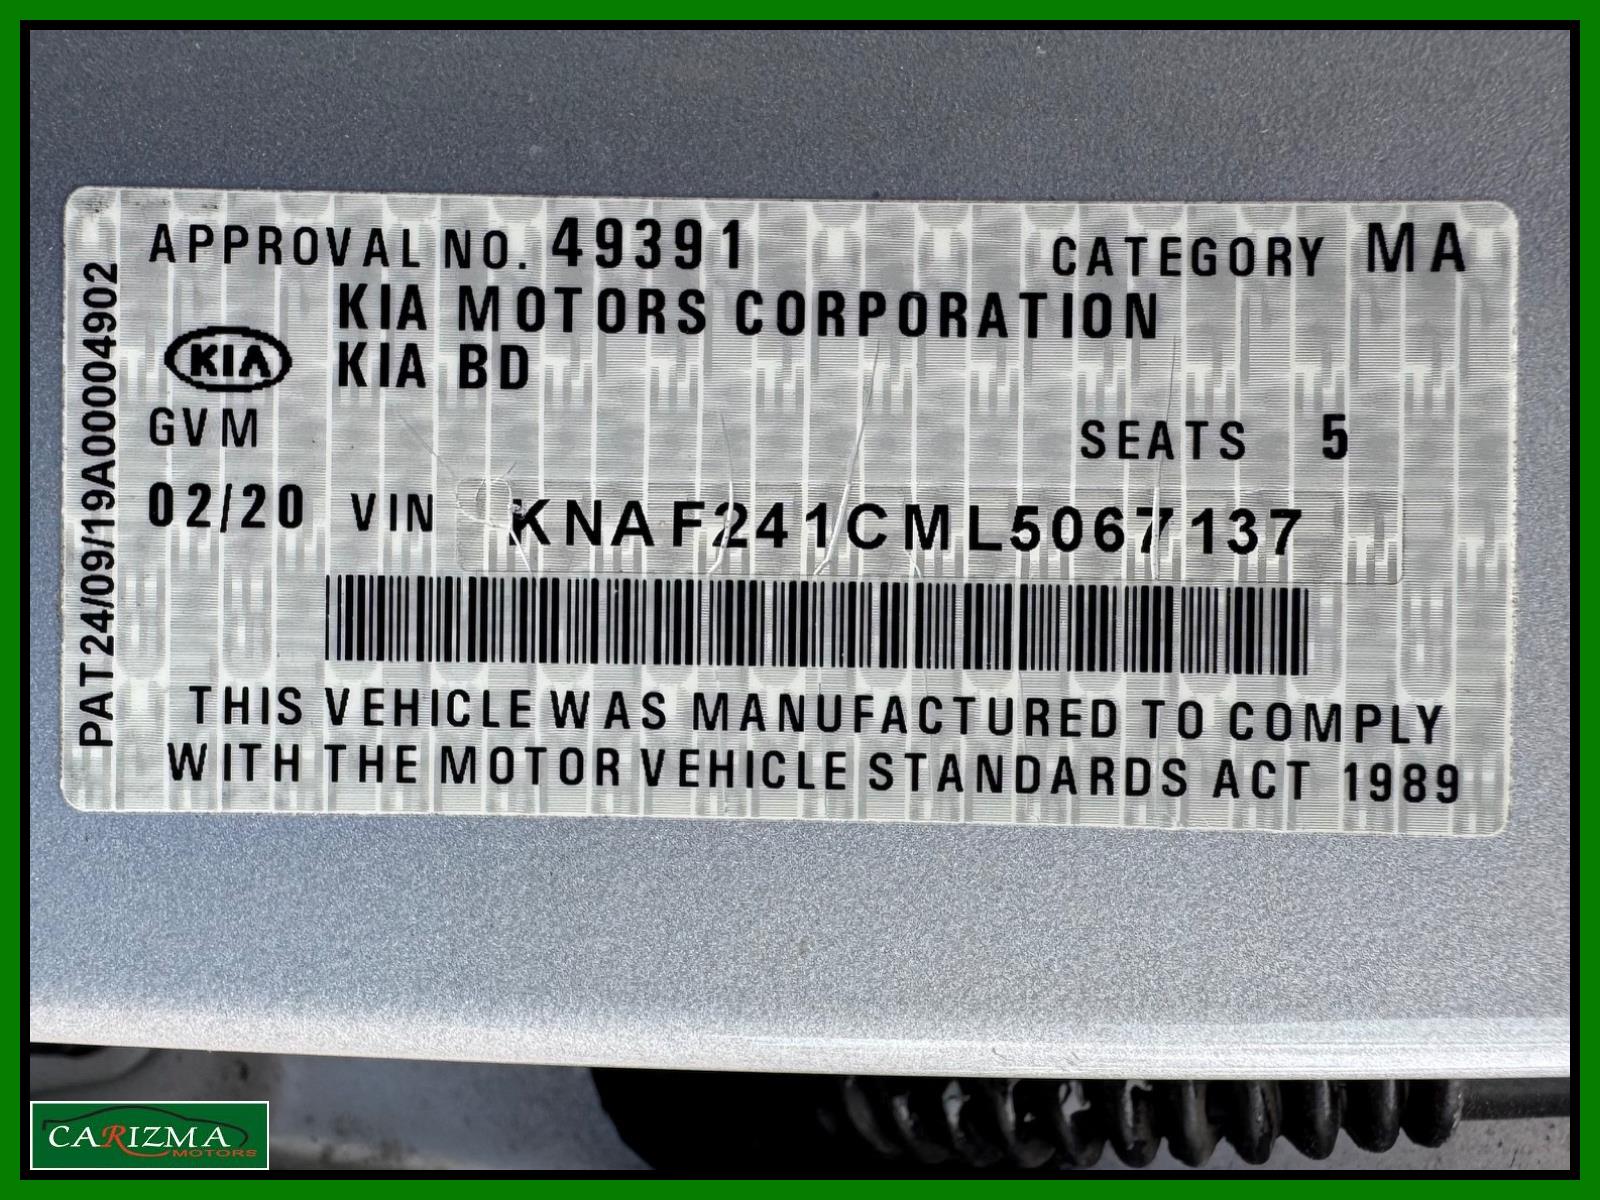 APPROVAL NO. 49391 CATEGORY MA
KIA MOTORS CORPORATION
KIA KIA BD
GVM SEATS 5
02/20 VIN KNAF241CML5067137
THIS VEHICLE WAS MANUFACTURED TO COMPLY
WITH THE MOTOR VEHICLE STANDARDS ACT 1989
PAT24/09/19A00004902
CARIZMA
MOTORS